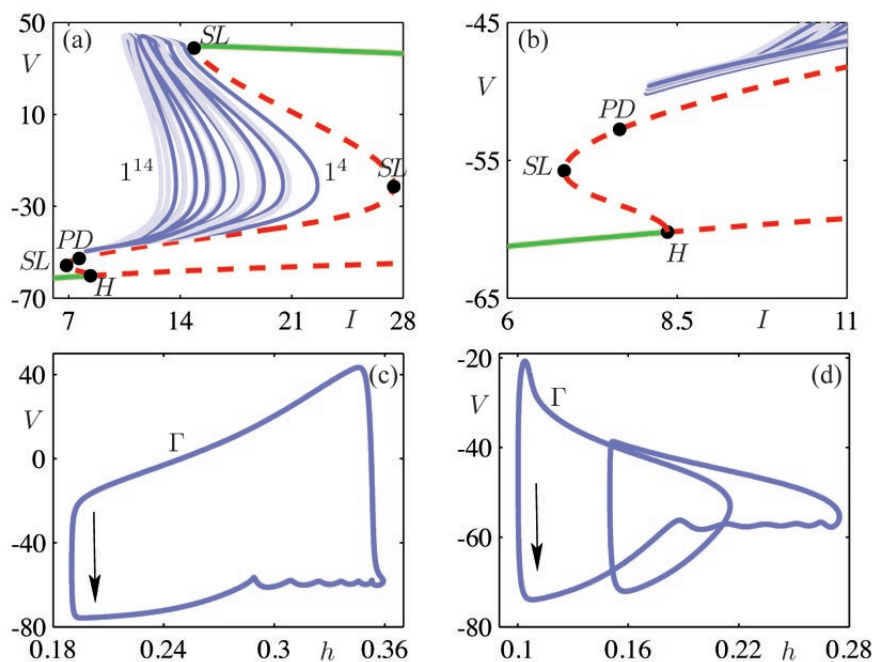 50
V
10
-30
-70
(a)
SL
1^14
1^4
SL
PD
SL
H
7
14
21
I
28
-45
V
-55
-65
(b)
PD
SL
H
6
8.5
I
11
40
V
0
-40
-80
(c)
Γ
0.18
0.24
0.3
h
0.36
-20
V
-40
-60
-80
(d)
Γ
0.1
0.16
0.22
h
0.28